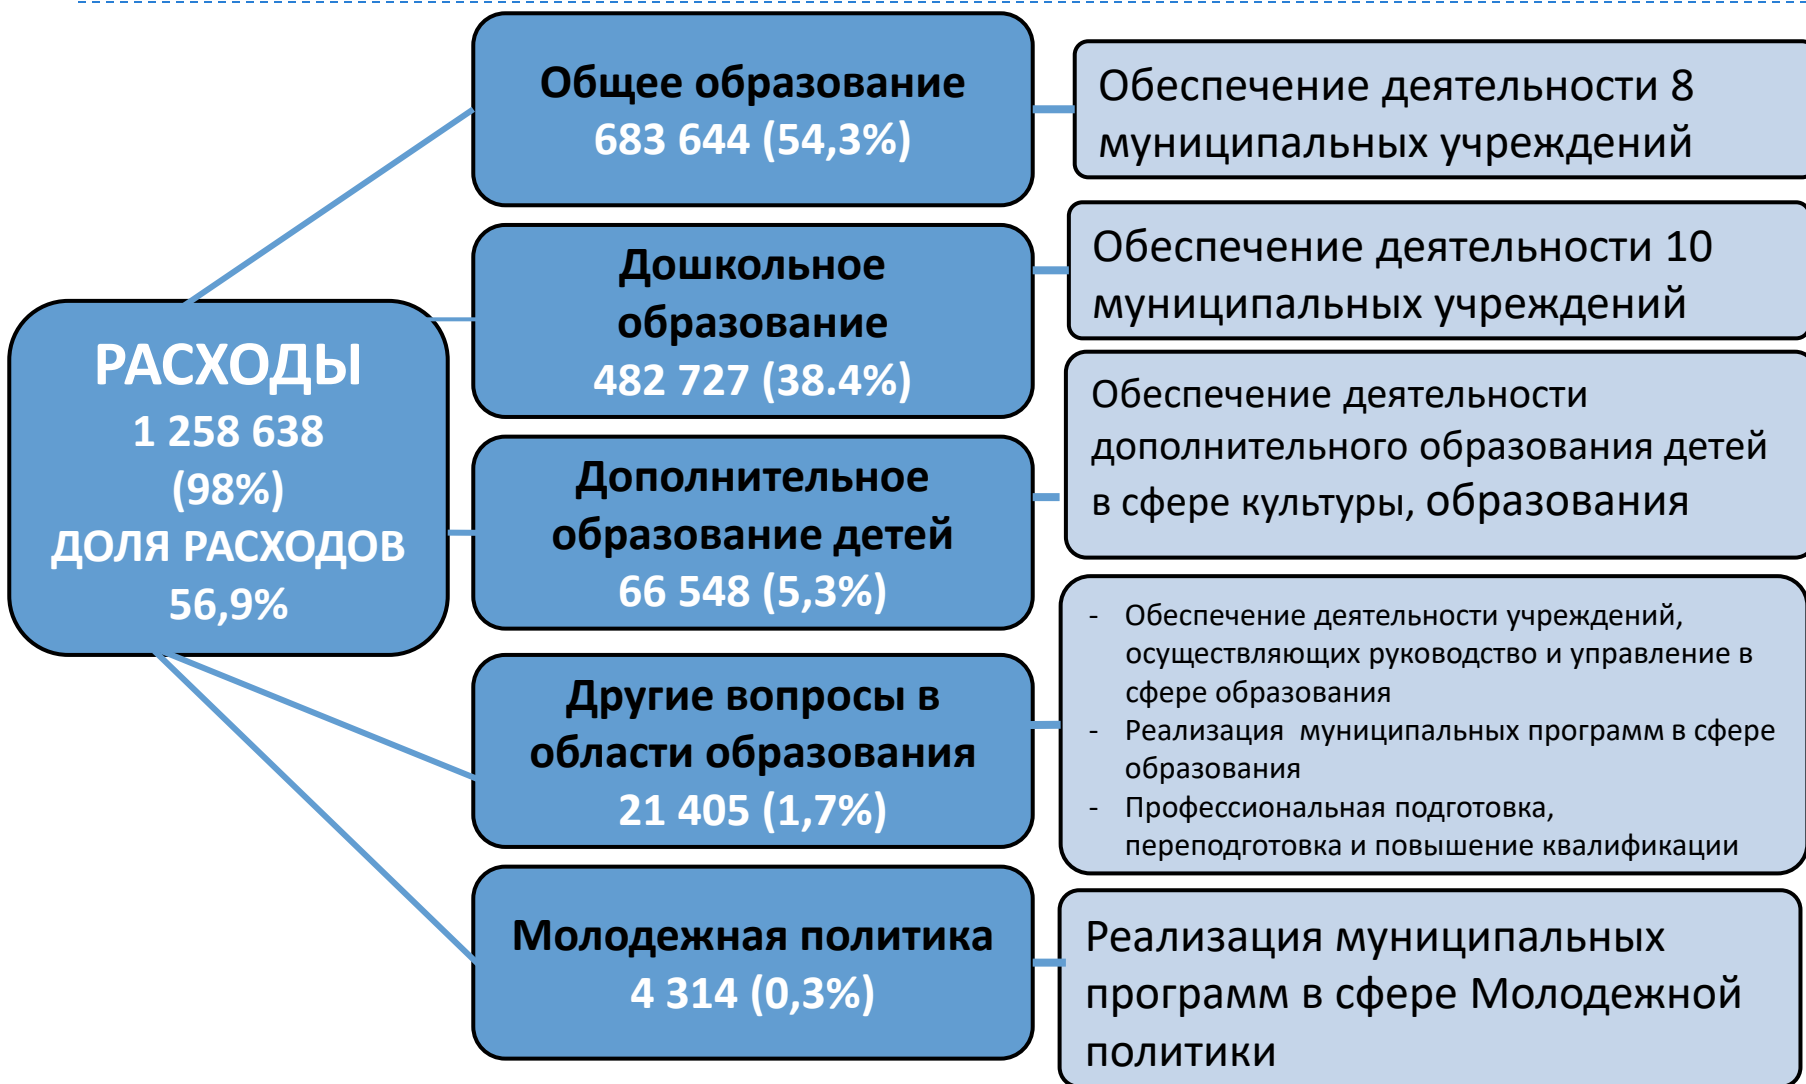 РАСХОДЫ
1 258 638
(98%)
ДОЛЯ РАСХОДОВ
56,9%
Общее образование
683 644 (54,3%)
Обеспечение деятельности 8
муниципальных учреждений
Дошкольное
образование
482 727 (38.4%)
Обеспечение деятельности 10
муниципальных учреждений
Дополнительное
образование детей
66 548 (5,3%)
Обеспечение деятельности
дополнительного образования детей
в сфере культуры, образования
Другие вопросы в
области образования
21 405 (1,7%)
- Обеспечение деятельности учреждений,
осуществляющих руководство и управление в
сфере образования
- Реализация муниципальных программ в сфере
образования
- Профессиональная подготовка,
переподготовка и повышение квалификации
Молодежная политика
4 314 (0,3%)
Реализация муниципальных
программ в сфере Молодежной
политики